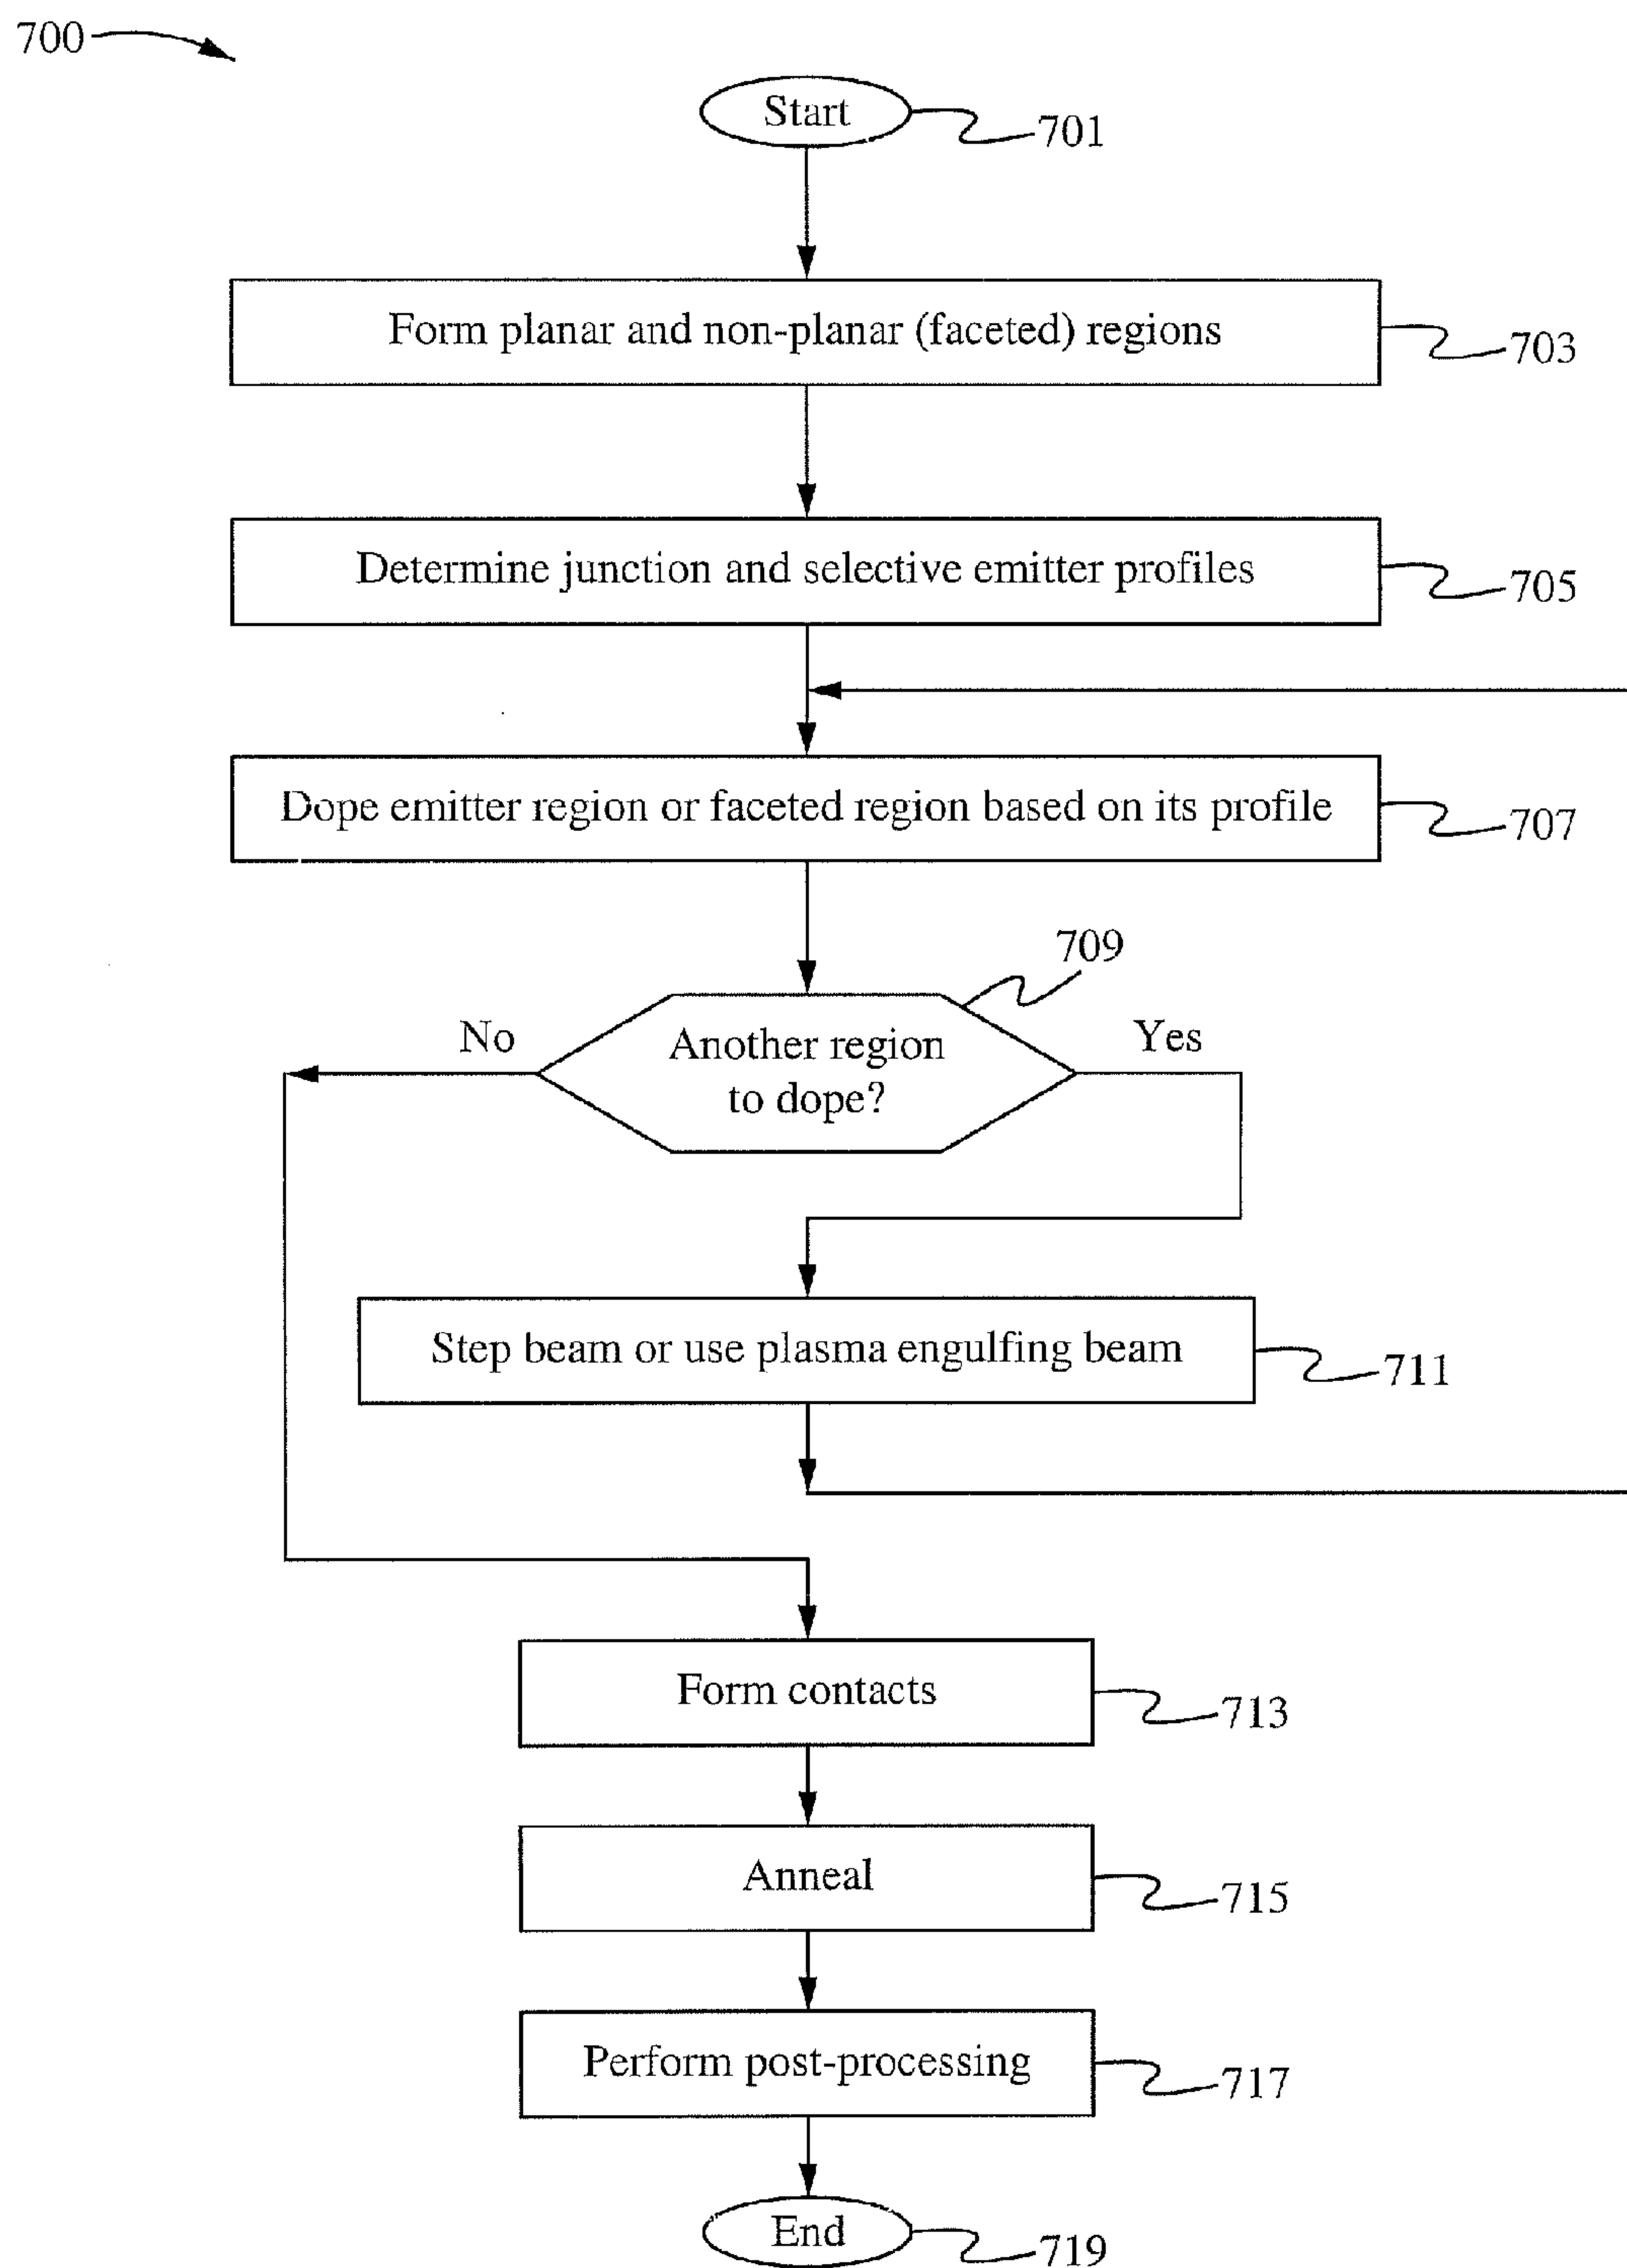 700
Start
701
Form planar and non-planar (faceted) regions
703
Determine junction and selective emitter profiles
705
Dope emitter region or faceted region based on its profile
707
709
No
Another region
to dope?
Yes
Step beam or use plasma engulfing beam
711
Form contacts
713
Anneal
715
Perform post-processing
717
End
719